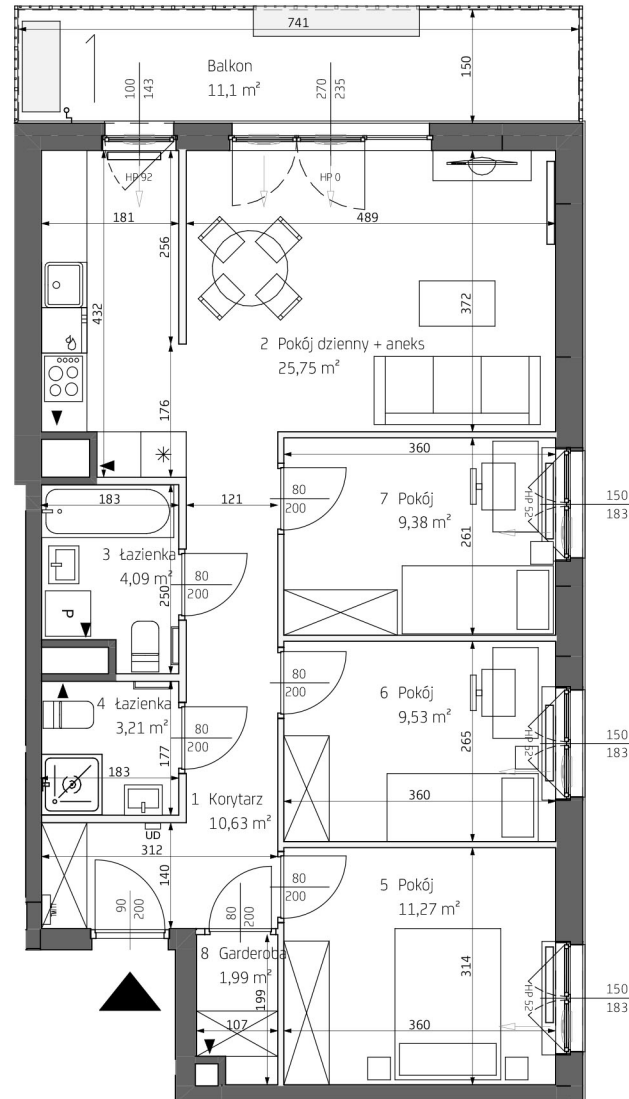 741
Balkon
11,1 m²
150
1
100
143
270
235
HP 92
HP 0
181
489
256
432
372
2 Pokój dzienny + aneks
25,75 m²
176
360
183
121
80
200
7 Pokój
9,38 m²
HP 52
150
183
261
3 Łazienka
4,09 m²
80
200
250
P
80
200
6 Pokój
9,53 m²
4 Łazienka
3,21 m²
80
200
265
HP 52
150
183
177
183
360
1 Korytarz
10,63 m²
UD
312
140
80
200
5 Pokój
11,27 m²
90
200
80
200
8 Garderoba
1,99 m²
199
314
HP 52
150
183
107
360